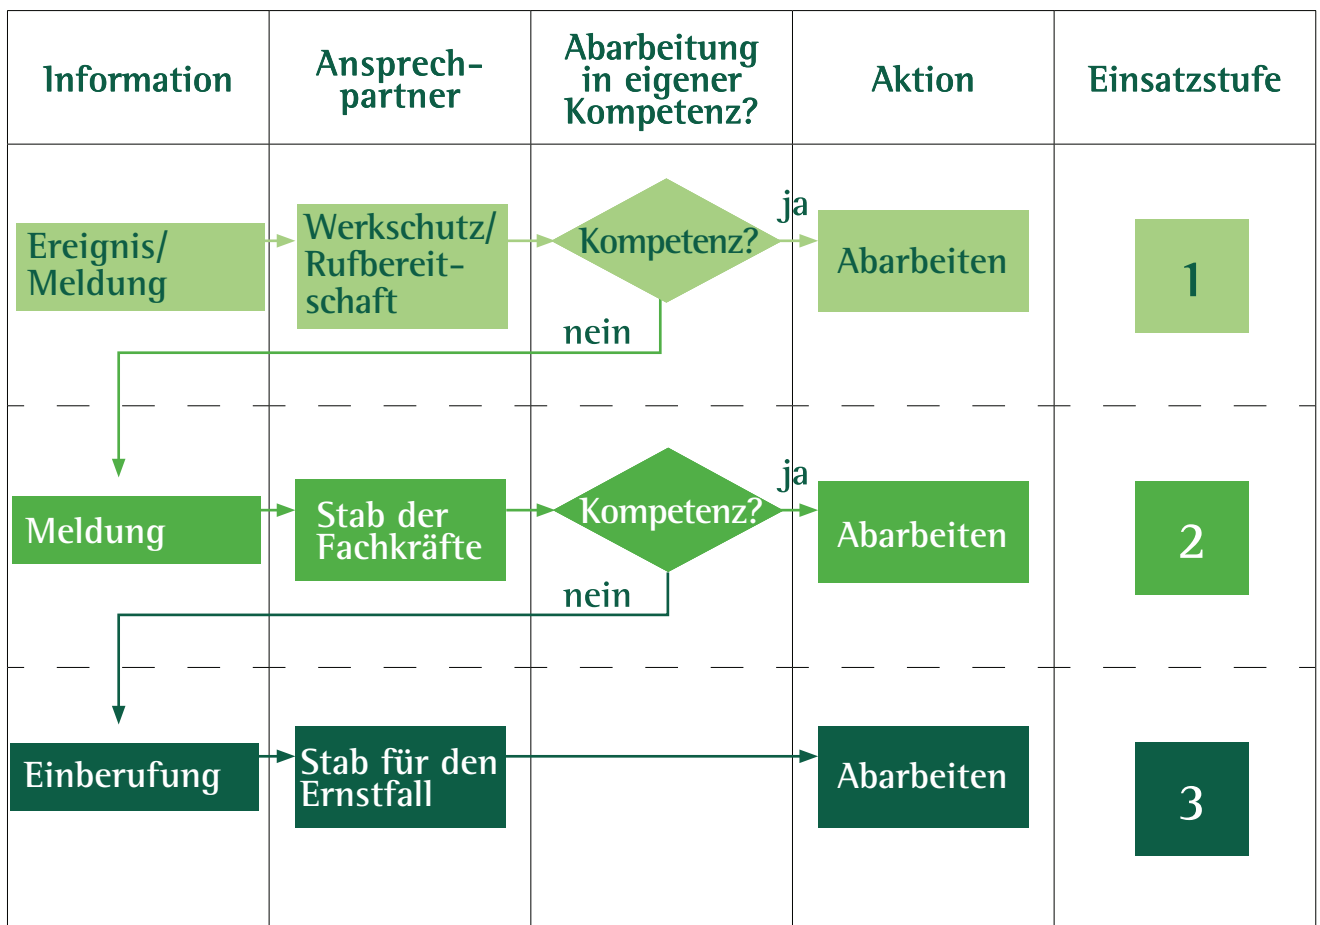 Information
Ansprech-
partner
Abarbeitung
in eigener
Kompetenz?
Aktion
Einsatzstufe
Ereignis/
Meldung
Werkschutz/
Rufbereit-
schaft
Kompetenz?
ja
Abarbeiten
1
nein
Meldung
Stab der
Fachkräfte
Kompetenz?
ja
Abarbeiten
2
nein
Einberufung
Stab für den
Ernstfall
Abarbeiten
3